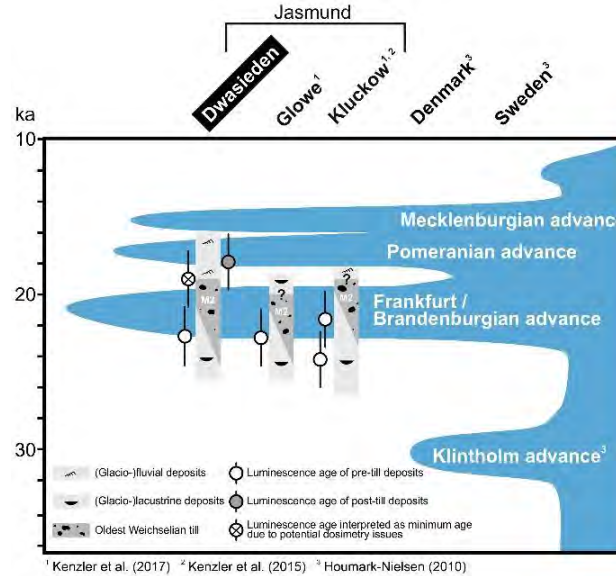 Jasmund
Dwasieden
Glowe¹
Kluckow¹,²
Denmark³
Sweden³
ka
10
Mecklenburgian advance
Pomeranian advance
20
M2
?
M2
?
M2
Frankfurt /
Brandenburgian advance
30
Klintholm advance³
(Glacio-)fluvial deposits
Luminescence age of pre-till deposits
(Glacio-)lacustrine deposits
Luminescence age of post-till deposits
Oldest Weichselian till
Luminescence age interpreted as minimum age
due to potential dosimetry issues
¹ Kenzler et al. (2017) ² Kenzler et al. (2015) ³ Houmark-Nielsen (2010)